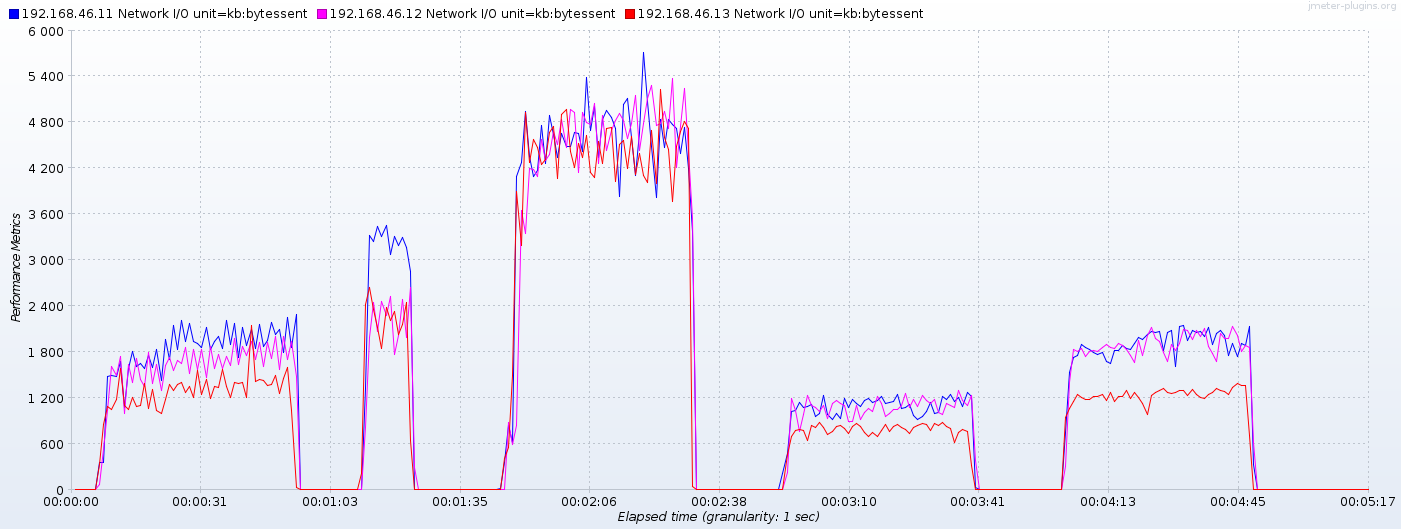 192.168.46.11 Network I/O unit=kb:bytessent 192.168.46.12 Network I/O unit=kb:bytessent 192.168.46.13 Network I/O unit=kb:bytessent
jmeter-plugins.org
6 000
5 400
4 800
4 200
3 600
3 000
2 400
1 800
1 200
600
0
Performance Metrics
00:00:00 00:00:31 00:01:03 00:01:35 00:02:06 00:02:38 00:03:10 00:03:41 00:04:13 00:04:45 00:05:17
Elapsed time (granularity: 1 sec)